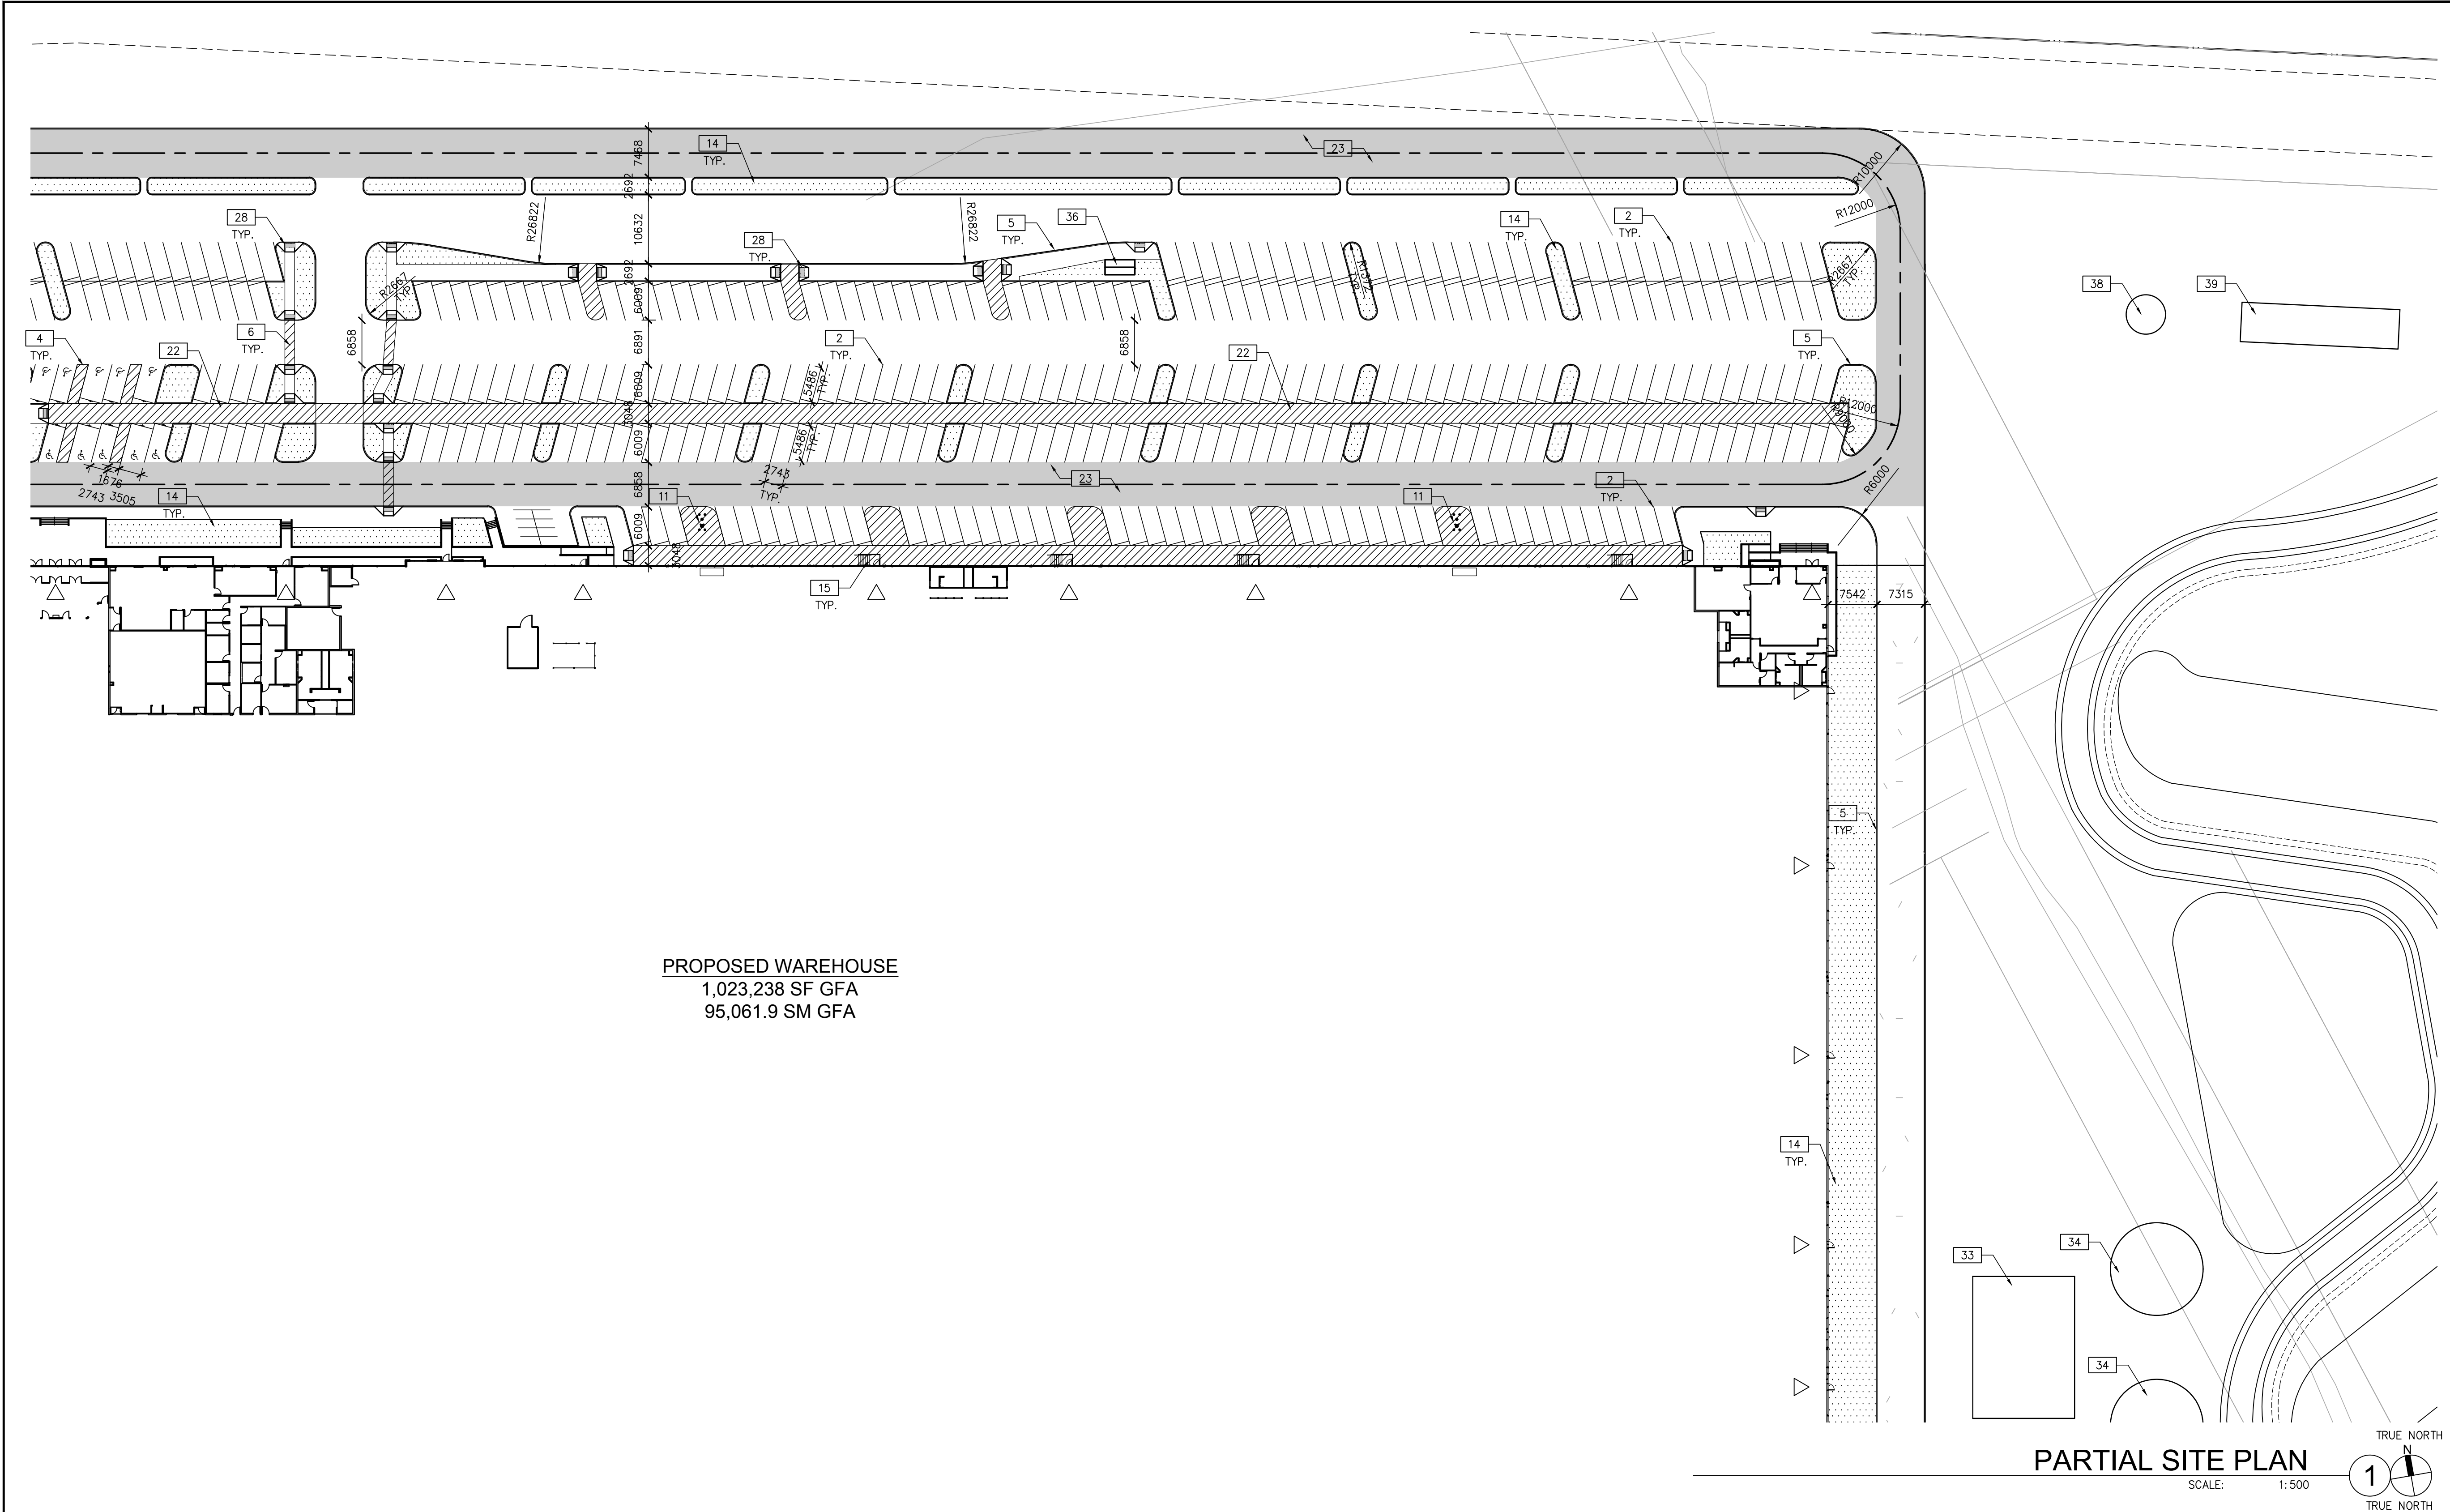 14
TYP.
23
7468
2692
R10000
R12000
28
TYP.
R26822
10632
R26822
5
TYP.
36
14
TYP.
2
TYP.
28
TYP.
2692
R2667
TYP.
6009
R1372
TYP.
R2667
TYP.
38
39
4
TYP.
22
6
TYP.
6858
6891
2
TYP.
6858
22
5
TYP.
5486
TYP.
6009
3048
R12000
6009
5486
TYP.
1676
2743 3505
14
TYP.
6858
11
2743
TYP.
23
11
2
TYP.
R6000
6009
3048
15
TYP.
7542
7315
5
TYP.
PROPOSED WAREHOUSE
1,023,238 SF GFA
95,061.9 SM GFA
14
TYP.
33
34
34
PARTIAL SITE PLAN
SCALE: 1:500
1
TRUE NORTH
N
TRUE NORTH